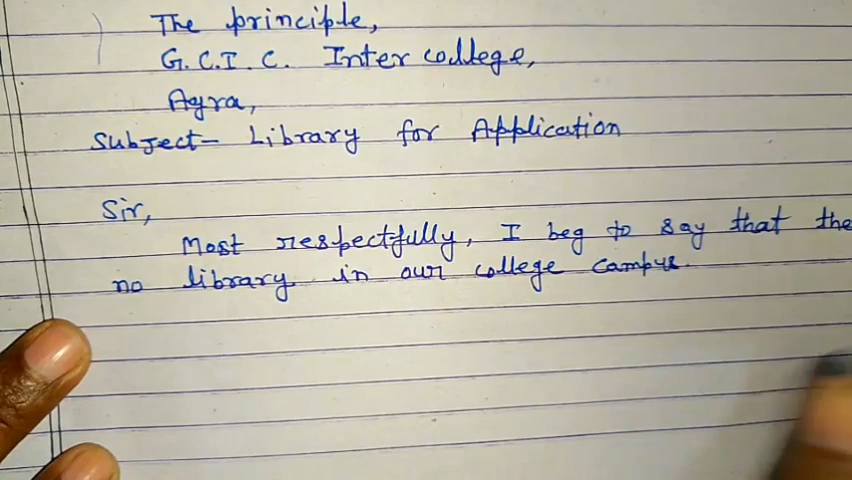 The principle,
G.C.I.C. Inter college,
Agra,
Subject- Library for Application
Sir,
Most respectfully, I beg to say that the
no library in our college campus.